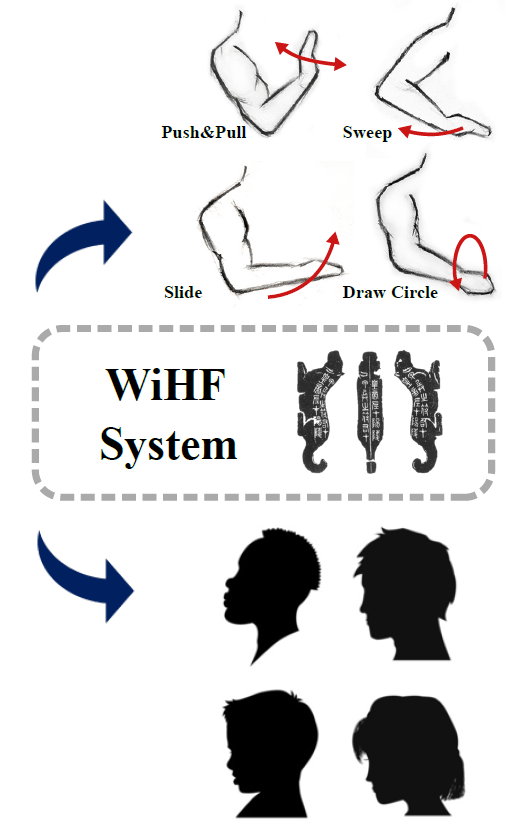 Push&Pull
Sweep
Slide
Draw Circle
WiHF
System